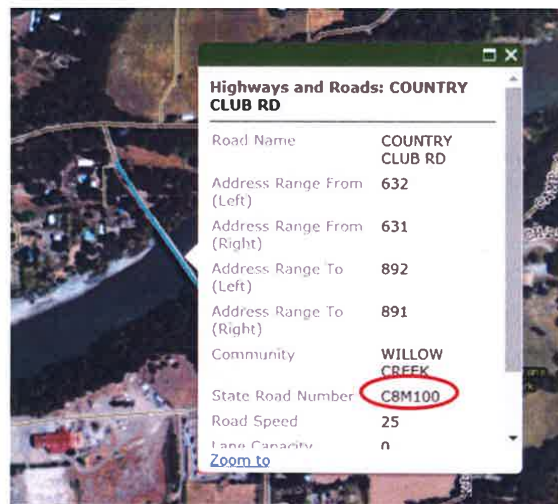 Highways and Roads: COUNTRY
CLUB RD
Road Name COUNTRY
CLUB RD
Address Range From 632
(Left)
Address Range From 631
(Right)
Address Range To 892
(Left)
Address Range To 891
(Right)
Community WILLOW
CREEK
State Road Number C8M100
Road Speed 25
Lane Capacity 0
Zoom to